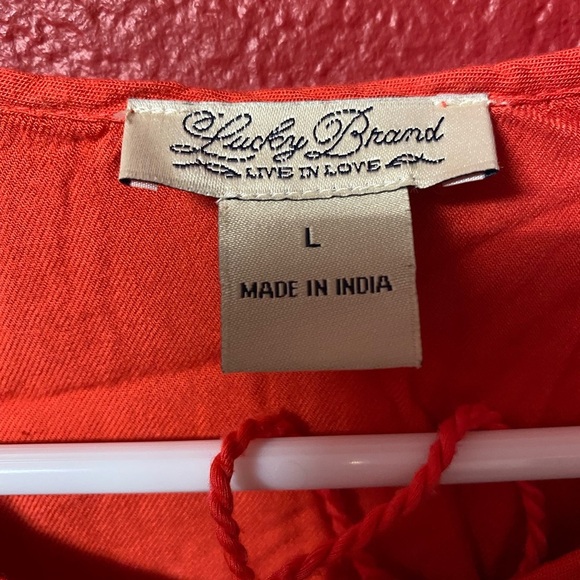 Lucky Brand
LIVE IN LOVE
L
MADE IN INDIA